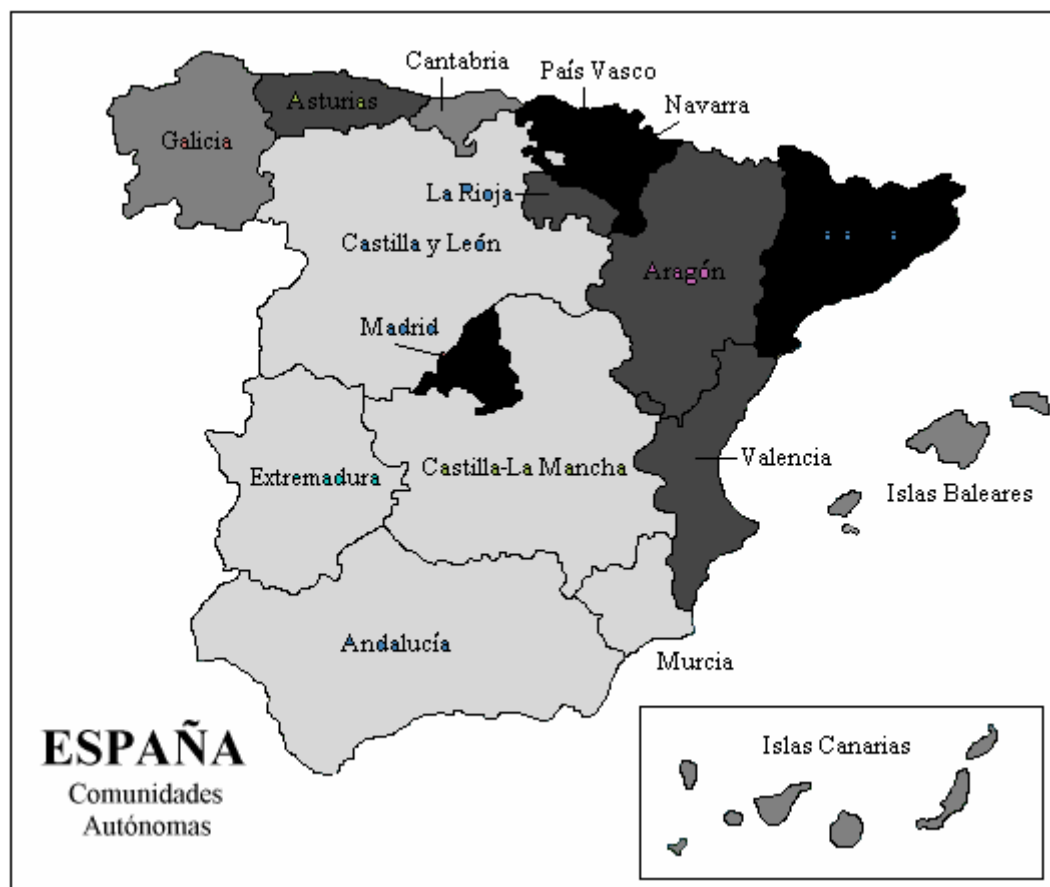 Cantabria
País Vasco
Asturias
Navarra
Galicia
La Rioja
Castilla y León
Aragón
Madrid
Valencia
Castilla-La Mancha
Extremadura
Islas Baleares
Andalucía
Murcia
ESPAÑA
Comunidades
Autónomas
Islas Canarias